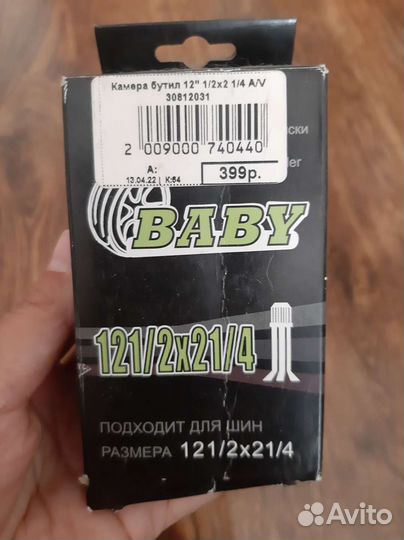 Камера бутил 12" 1/2x2 1/4 A/V
30812031
2 009000 740440
А:
13.04.22 К:54
399р.
BABY
121/2x21/4
ПОДХОДИТ ДЛЯ ШИН
РАЗМЕРА 121/2x21/4
Avito